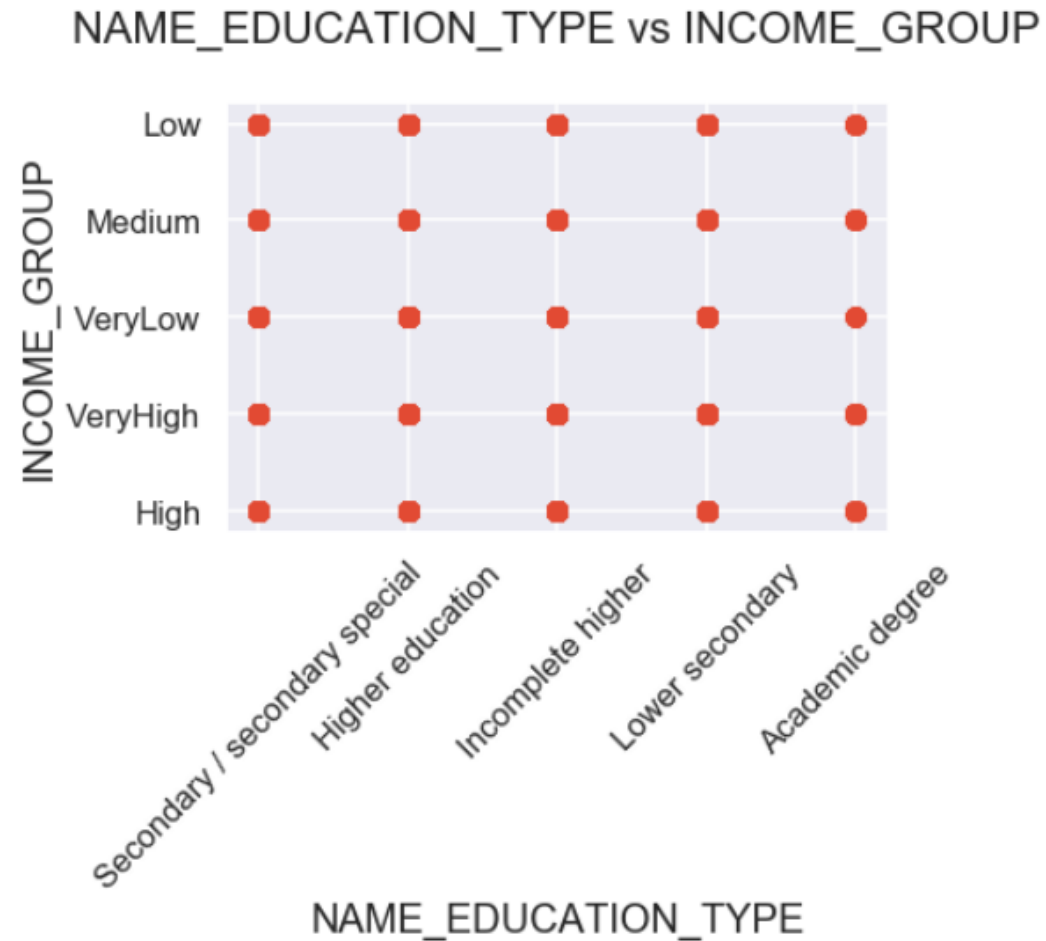 NAME_EDUCATION_TYPE vs INCOME_GROUP
INCOME_GROUP
Low
Medium
VeryLow
VeryHigh
High
Secondary / secondary special
Higher education
Incomplete higher
Lower secondary
Academic degree
NAME_EDUCATION_TYPE